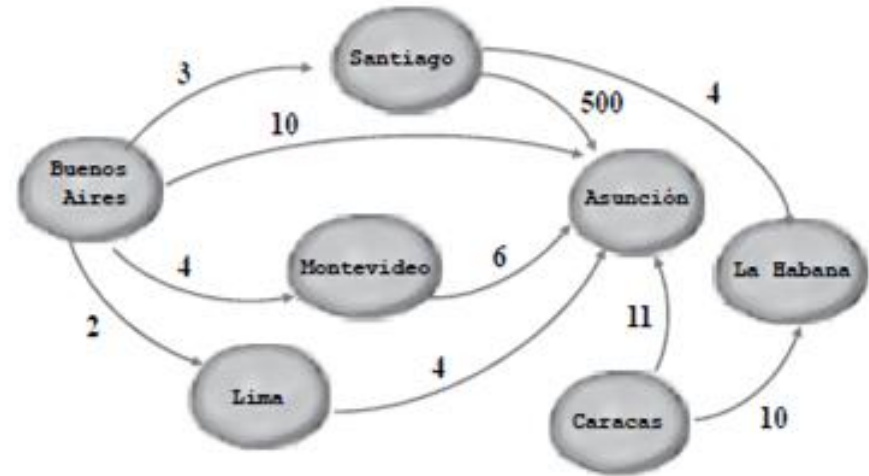 Santiago
3
4
500
10
Buenos
Aires
Asunción
Montevideo
6
La Habana
4
11
2
4
Lima
Caracas
10